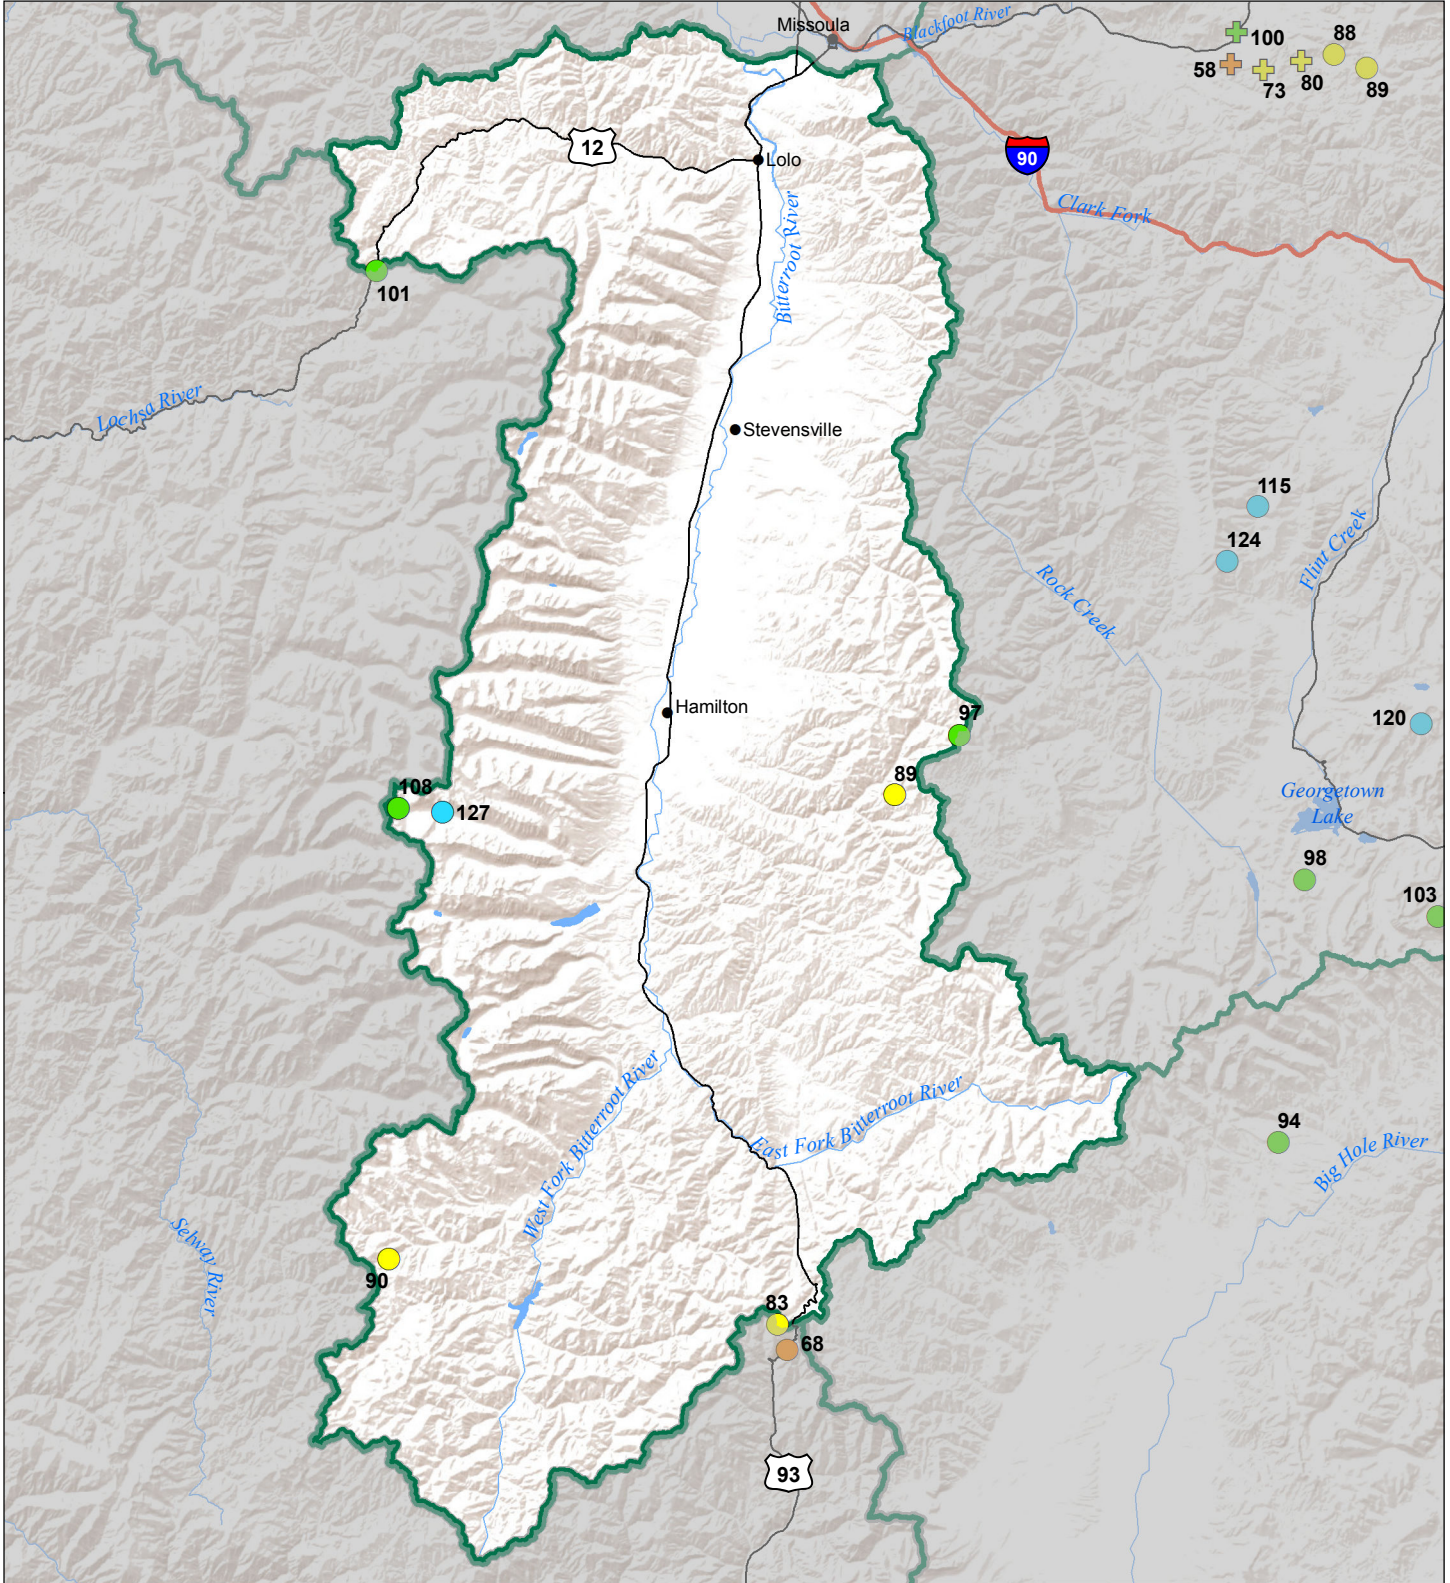 Missoula
Blackfoot River
100
88
58
73
80
89
12
90
Lolo
Clark Fork
Bitterroot River
101
Lochsa River
Stevensville
115
124
Flint Creek
Rock Creek
Hamilton
97
120
89
108
127
Georgetown
Lake
98
103
West Fork Bitterroot River
East Fork Bitterroot River
94
Big Hole River
Selway River
90
83
68
93